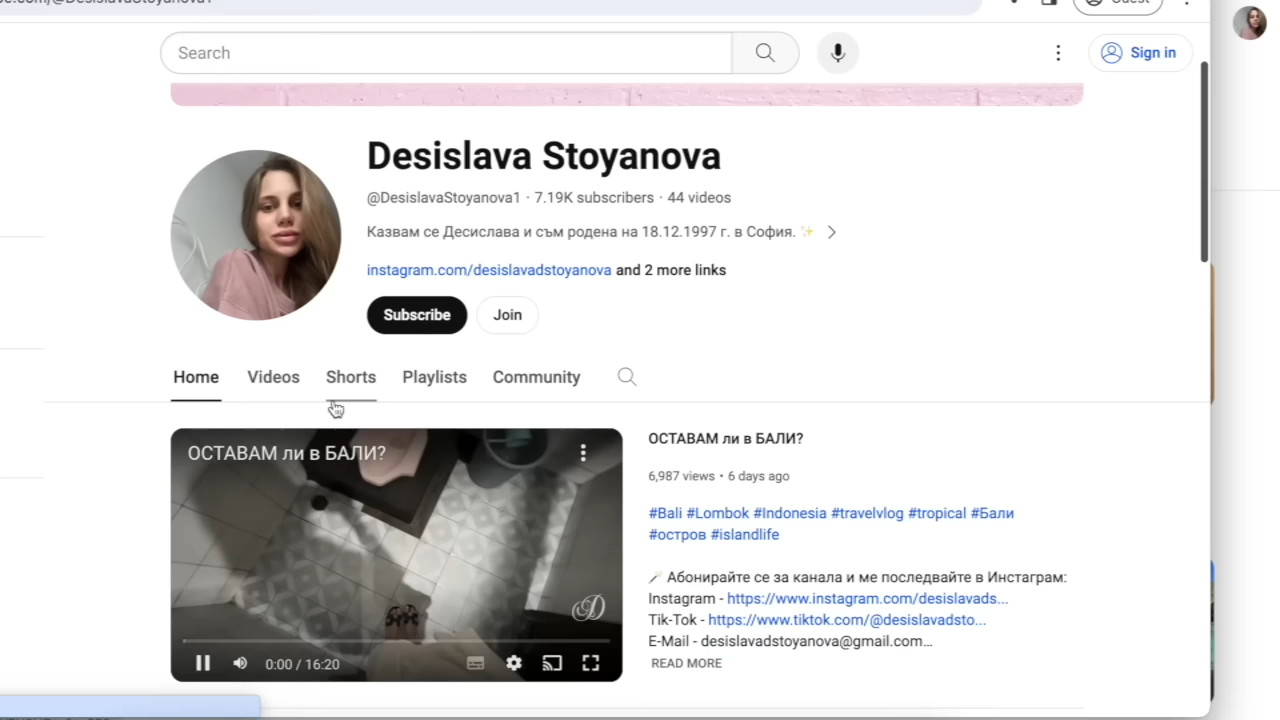 Search
Sign in
Desislava Stoyanova
@DesislavaStoyanova1 · 7.19K subscribers · 44 videos
Казвам се Десислава и съм родена на 18.12.1997 г. в София. ✨
instagram.com/desislavadstoyanova and 2 more links
Subscribe
Join
Home
Videos
Shorts
Playlists
Community
ОСТАВАМ ли в БАЛИ?
0:00 / 16:20
ОСТАВАМ ли в БАЛИ?
6,987 views • 6 days ago
#Bali #Lombok #Indonesia #travelvlog #tropical #Бали
#остров #islandlife
🪄 Абонирайте се за канала и ме последвайте в Инстаграм:
Instagram - https://www.instagram.com/desislavads...
Tik-Tok - https://www.tiktok.com/@desislavadsto...
E-Mail - desislavadstoyanova@gmail.com…
READ MORE